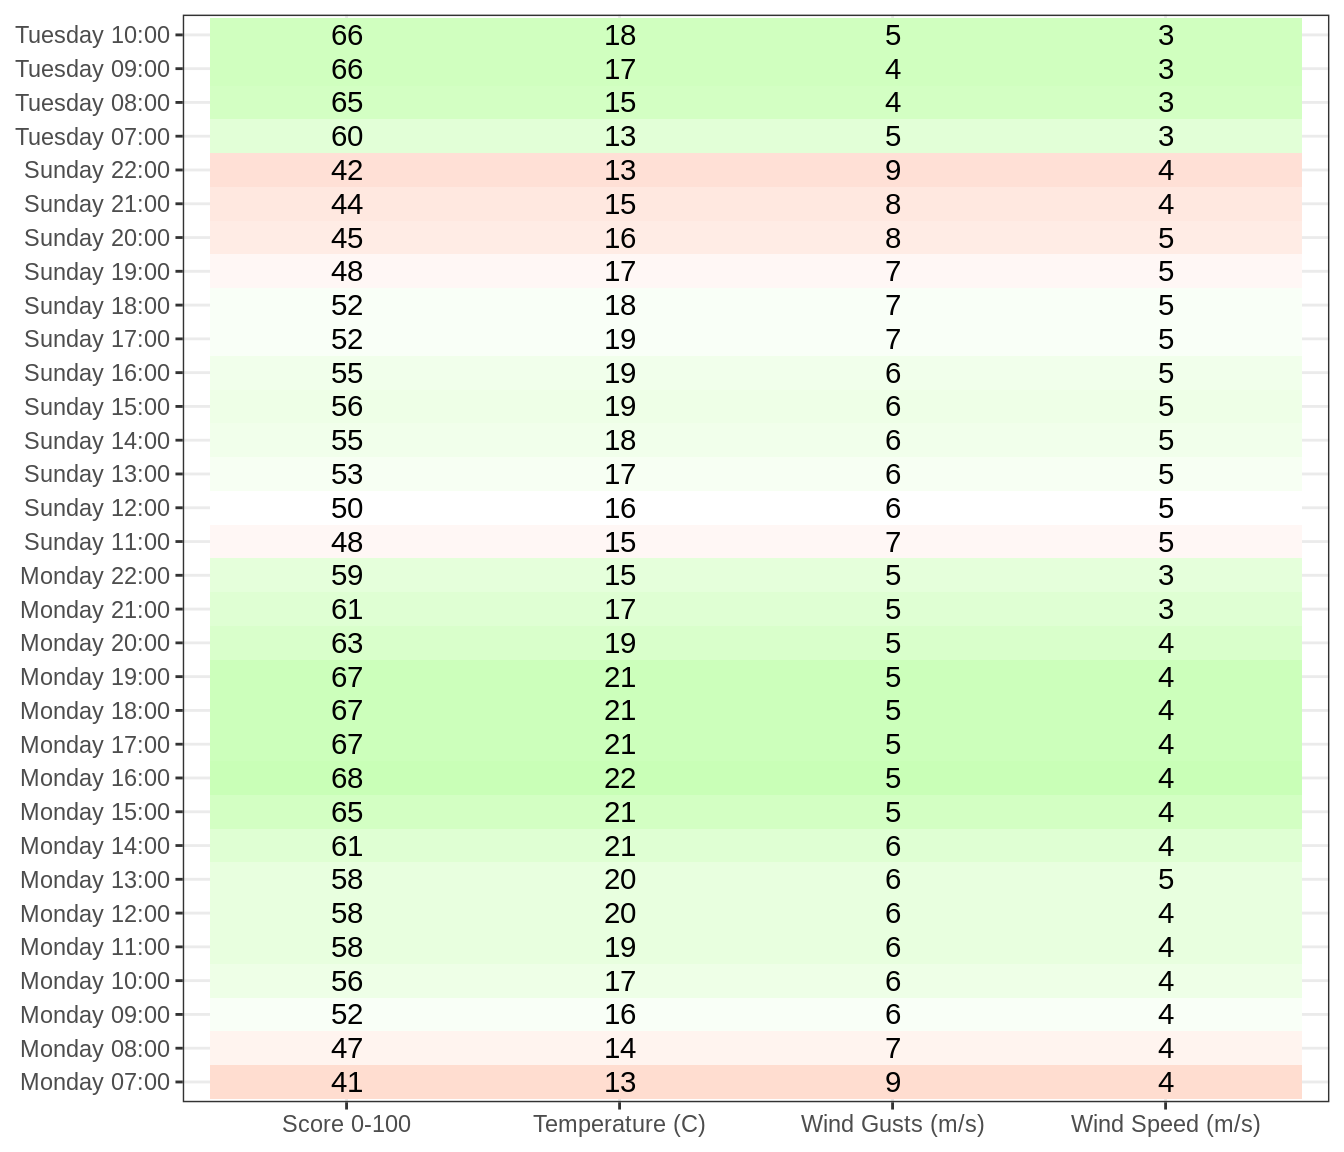 Tuesday 10:00 66 18 5 3
Tuesday 09:00 66 17 4 3
Tuesday 08:00 65 15 4 3
Tuesday 07:00 60 13 5 3
Sunday 22:00 42 13 9 4
Sunday 21:00 44 15 8 4
Sunday 20:00 45 16 8 5
Sunday 19:00 48 17 7 5
Sunday 18:00 52 18 7 5
Sunday 17:00 52 19 7 5
Sunday 16:00 55 19 6 5
Sunday 15:00 56 19 6 5
Sunday 14:00 55 18 6 5
Sunday 13:00 53 17 6 5
Sunday 12:00 50 16 6 5
Sunday 11:00 48 15 7 5
Monday 22:00 59 15 5 3
Monday 21:00 61 17 5 3
Monday 20:00 63 19 5 4
Monday 19:00 67 21 5 4
Monday 18:00 67 21 5 4
Monday 17:00 67 21 5 4
Monday 16:00 68 22 5 4
Monday 15:00 65 21 5 4
Monday 14:00 61 21 6 4
Monday 13:00 58 20 6 5
Monday 12:00 58 20 6 4
Monday 11:00 58 19 6 4
Monday 10:00 56 17 6 4
Monday 09:00 52 16 6 4
Monday 08:00 47 14 7 4
Monday 07:00 41 13 9 4
Score 0-100 Temperature (C) Wind Gusts (m/s) Wind Speed (m/s)